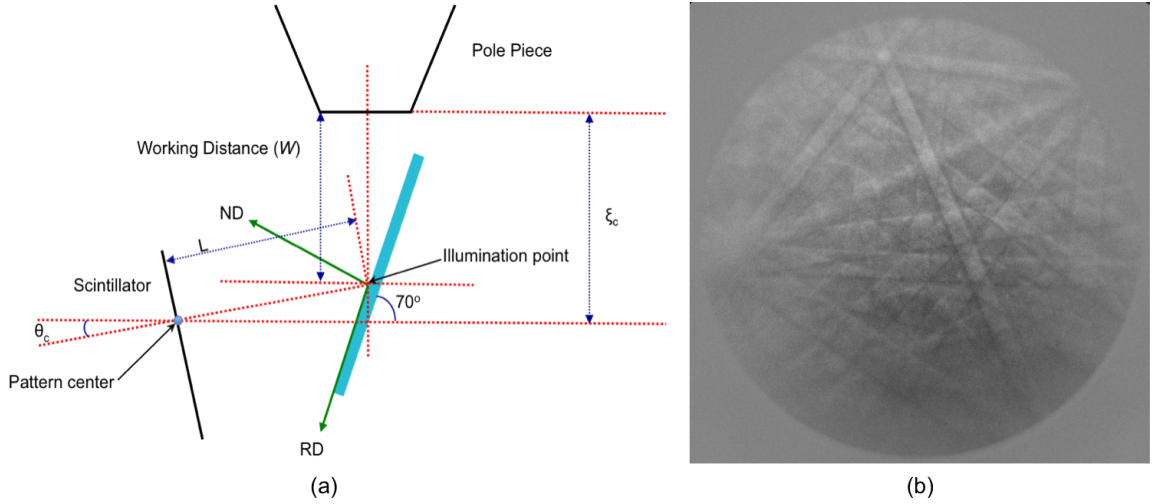 Pole Piece
Working Distance (W)
ND
ξc
L
Illumination point
Scintillator
70°
θc
Pattern center
RD
(a)
(b)